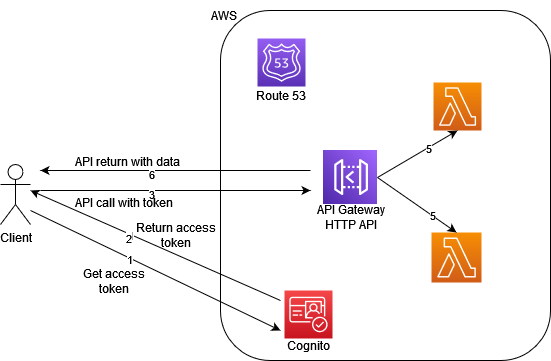 AWS
53
Route 53
5
API return with data
6
3
API call with token
API Gateway
HTTP API
5
Client
Return access
token
2
1
Get access
token
Cognito